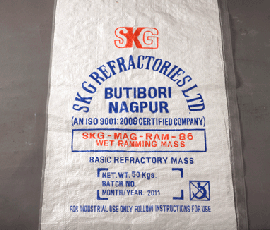 SKG
SKG REFRACTORIES LTD
BUTIBORI
NAGPUR
(AN ISO 9001:2008 CERTIFIED COMPANY)
SKG-MAG-RAM-86
WET RAMMING MASS
BASIC REFRACTORY MASS
NET. WT. 50 Kgs.
BATCH NO.
MONTH/YEAR. 2011
FOR INDUSTRIAL USE ONLY FOLLOW INSTRUCTIONS FOR USE